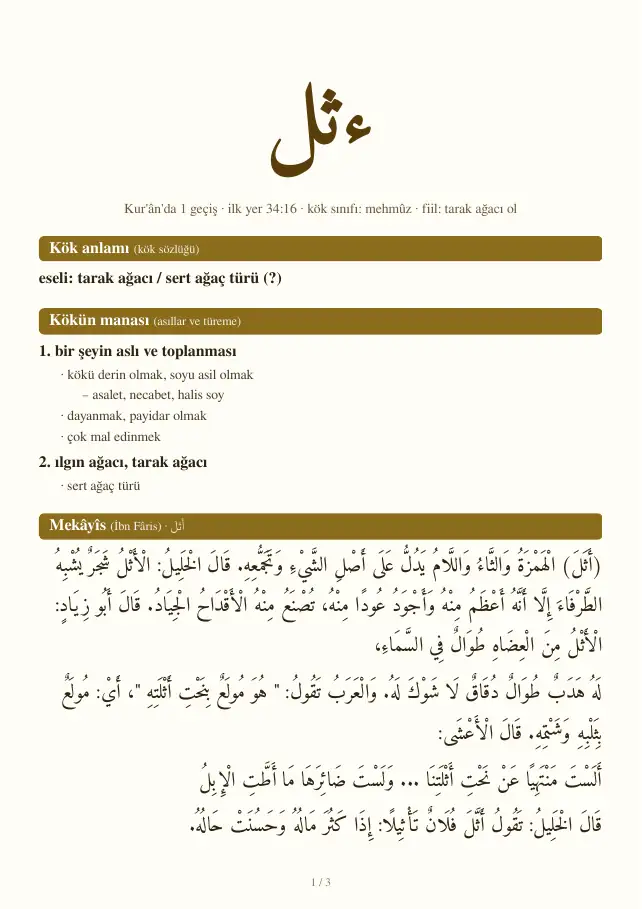 ءثل
Kur'ân'da 1 geçiş · ilk yer 34:16 · kök sınıfı: mehmûz · fiil: tarak ağacı ol
Kök anlamı (kök sözlüğü)
eseli: tarak ağacı / sert ağaç türü (?)
Kökün manası (asıllar ve türeme)
1. bir şeyin aslı ve toplanması
· kökü derin olmak, soyu asil olmak
– asalet, necabet, halis soy
· dayanmak, payidar olmak
· çok mal edinmek
2. ılgın ağacı, tarak ağacı
· sert ağaç türü
Mekâyîs (İbn Fâris) · أثل
(أَثَلَ) الْهَمْزَةُ وَالثَّاءُ وَاللَّامُ يَدُلُّ عَلَى أَصْلِ الشَّيْءِ وَتَجَمُّعِهِ. قَالَ الْخَلِيلُ: الْأَثْلُ شَجَرٌ يُشْبِهُ
الطَّرْفَاءَ إِلَّا أَنَّهُ أَعْظَمُ مِنْهُ وَأَجْوَدُ عُودًا مِنْهُ، تُصْنَعُ مِنْهُ الْأَقْدَاحُ الْجِيَادُ. قَالَ أَبُو زِيَادٍ:
الْأَثْلُ مِنَ الْعِضَاهِ طُوَالٌ فِي السَّمَاءِ،
لَهُ هَدَبٌ طُوَالٌ دُقَاقٌ لَا شَوْكَ لَهُ. وَالْعَرَبُ تَقُولُ: " هُوَ مُولَعٌ بِنَحْتِ أَثْلَتِهِ "، أَيْ: مُولَعٌ
بِثَلْبِهِ وَشَتْمِهِ. قَالَ الْأَعْشَى:
أَلَسْتَ مَنْتَهِيًا عَنْ نَحْتِ أَثْلَتِنَا ... وَلَسْتَ ضَائِرَهَا مَا أَطَّتِ الْإِبِلُ
قَالَ الْخَلِيلُ: تَقُولُ أَثَّلَ فُلَانٌ تَأْثِيلًا: إِذَا كَثُرَ مَالُهُ وَحَسُنَتْ حَالُهُ.
1 / 3